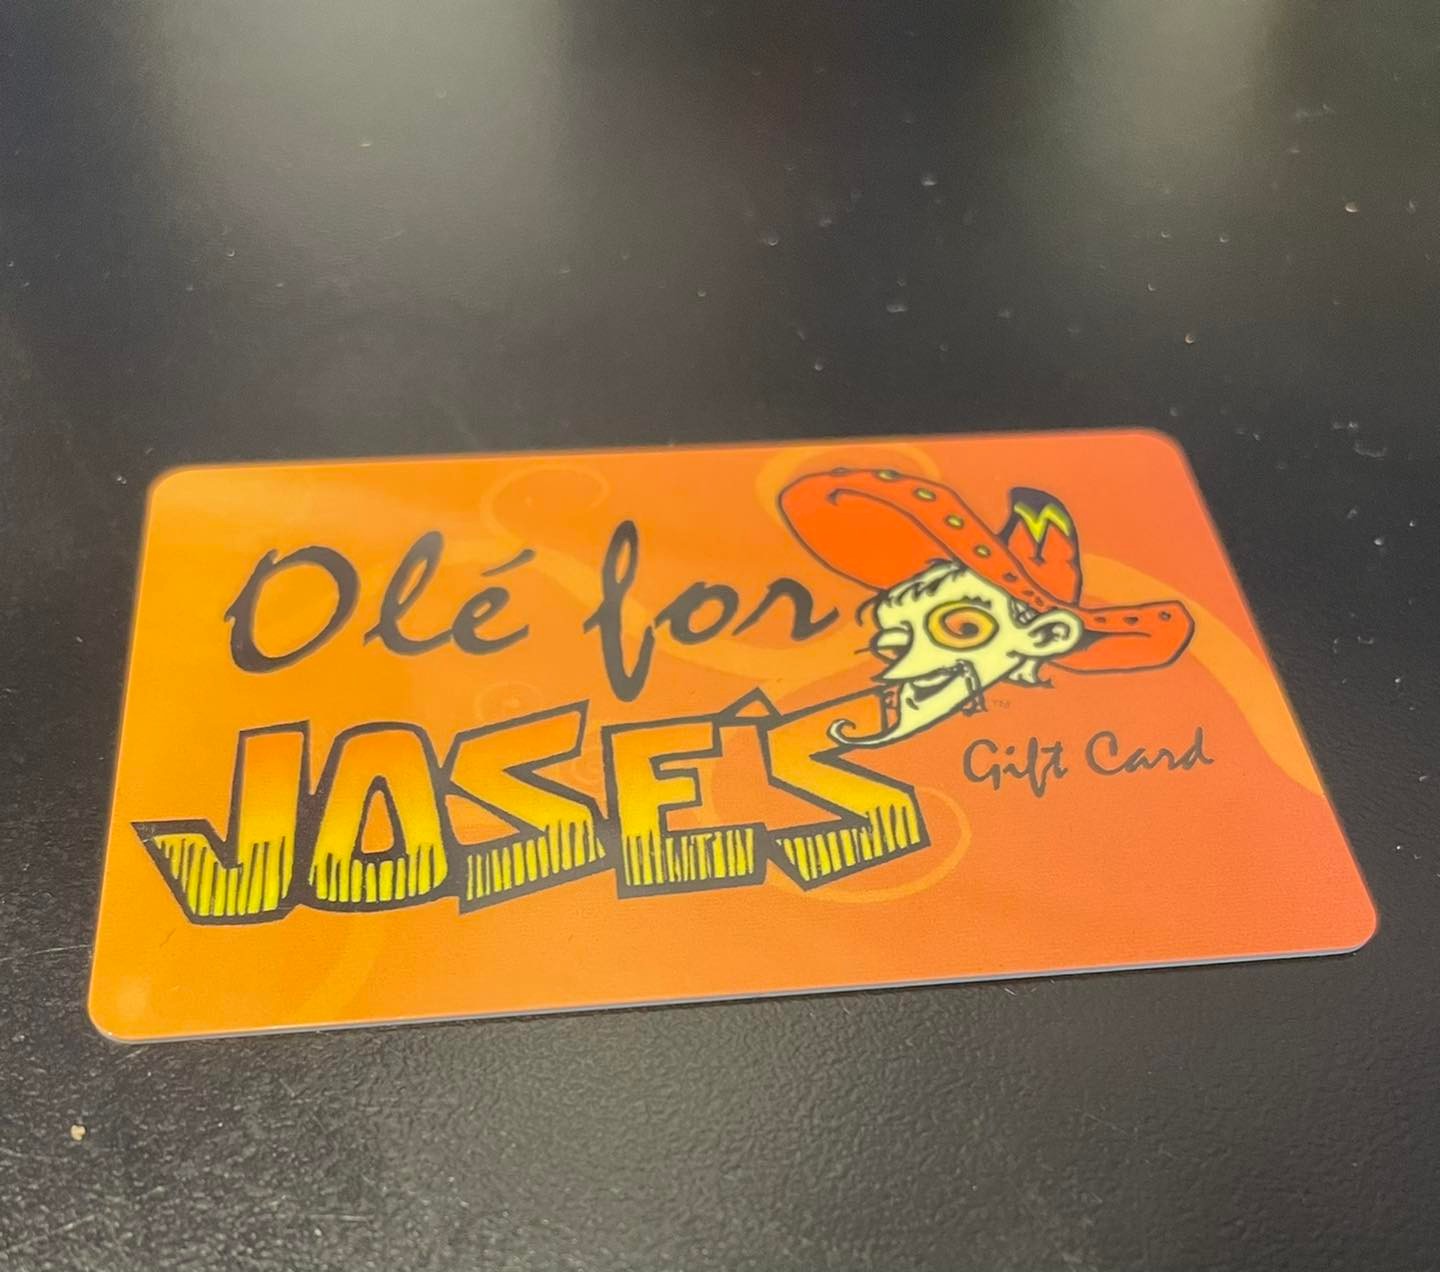 Olé for
JOSE'S
Gift Card